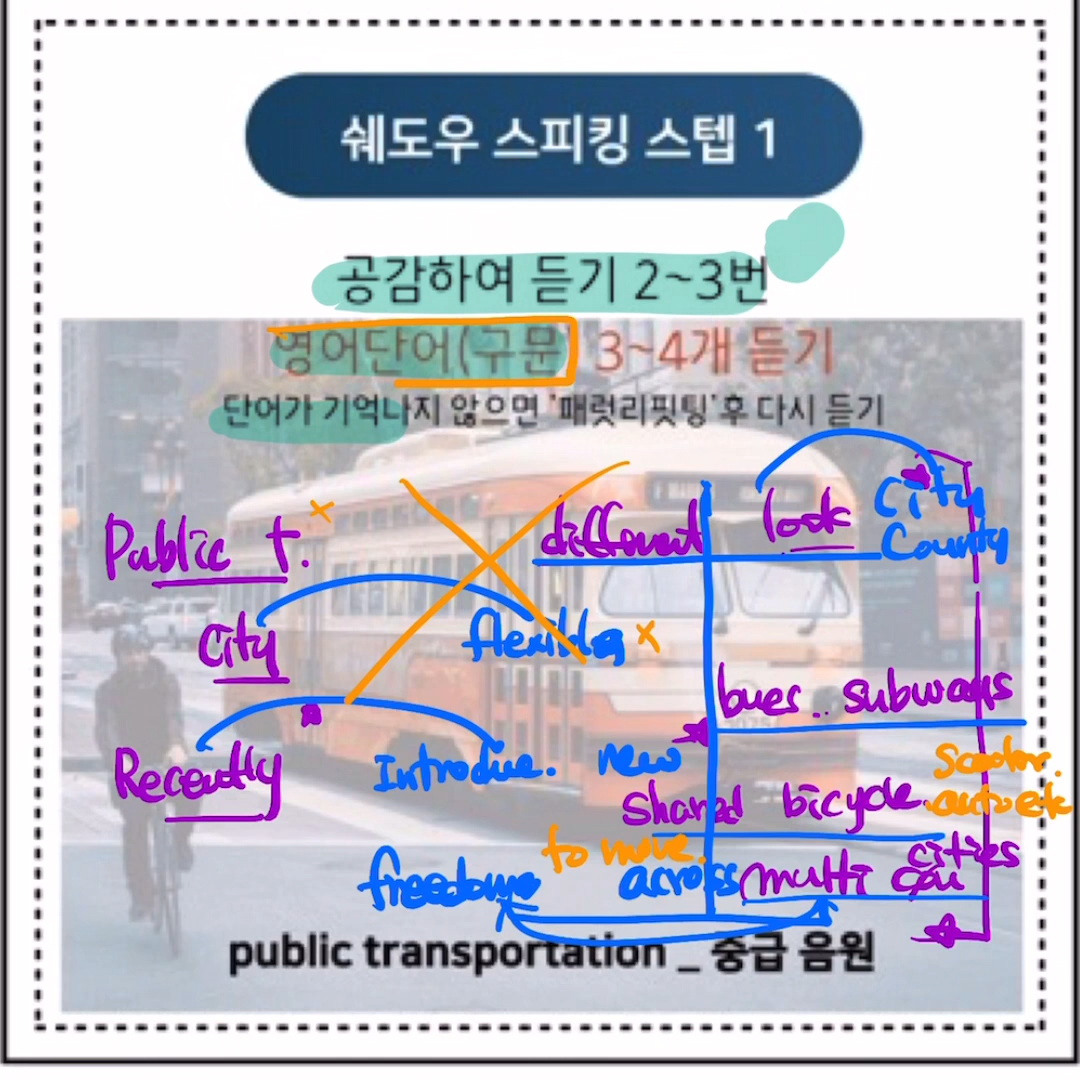 쉐도우 스피킹 스텝 1
공감하여 듣기 2~3번
영어단어(구문) 3~4개 듣기
단어가 기억나지 않으면 '패럿리핏팅'후 다시 듣기
Public t. x different look City County
City flexible x
bues.. subways
Recently Introduce. new
shared bicycle. Scooter.
to move. cities
freedom across multi
public transportation _ 중급 음원